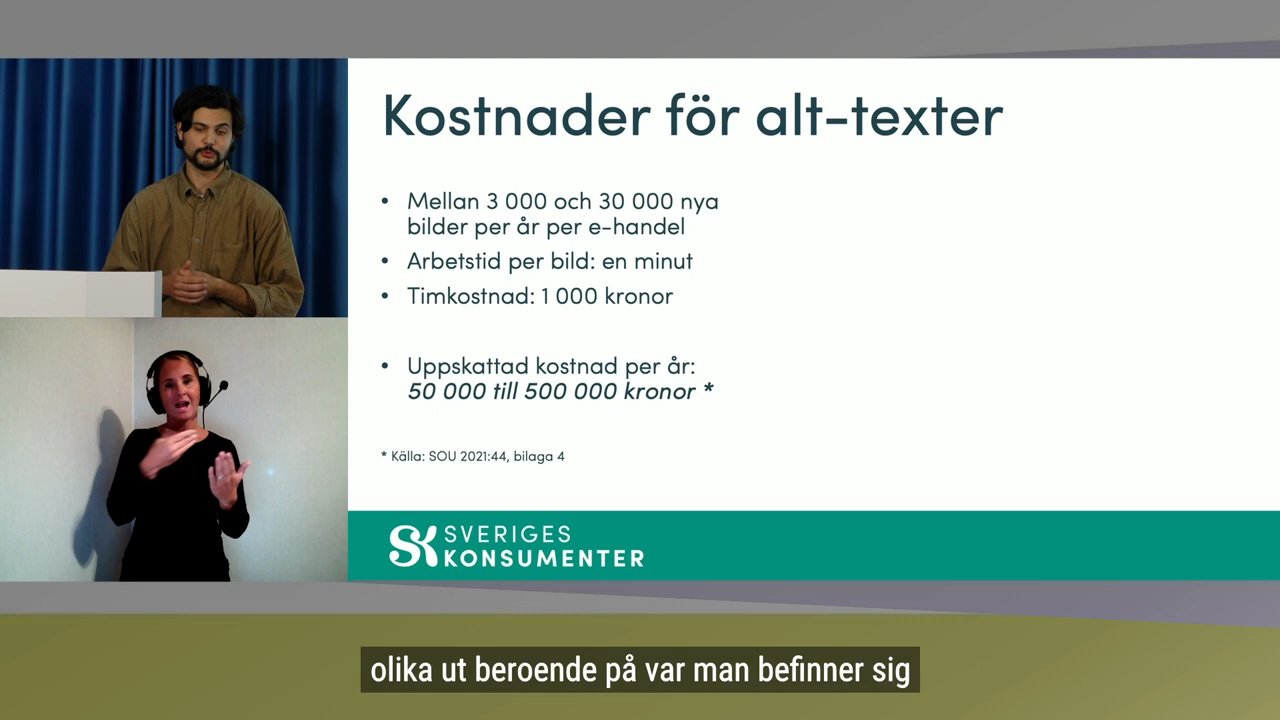 Kostnader för alt-texter
• Mellan 3 000 och 30 000 nya
bilder per år per e-handel
• Arbetstid per bild: en minut
• Timkostnad: 1 000 kronor
• Uppskattad kostnad per år:
50 000 till 500 000 kronor *
* Källa: SOU 2021:44, bilaga 4
SK SVERIGES
KONSUMENTER
olika ut beroende på var man befinner sig